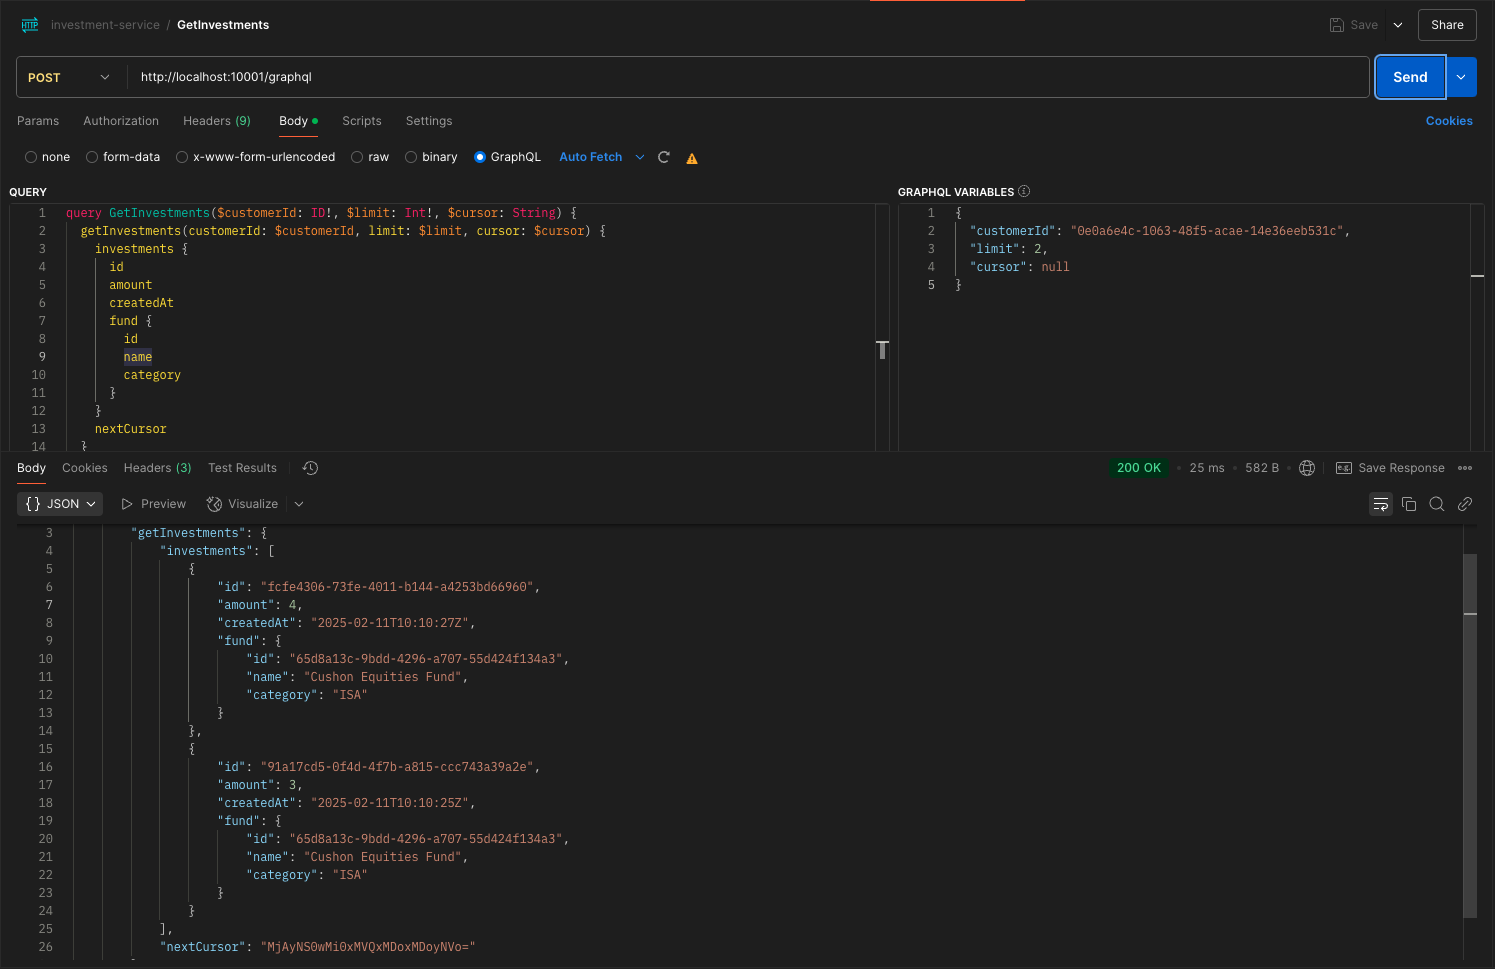 HTTP investment-service / GetInvestments Save Share
POST http://localhost:10001/graphql Send
Params Authorization Headers (9) Body Scripts Settings Cookies
none form-data x-www-form-urlencoded raw binary GraphQL Auto Fetch
QUERY
1 query GetInvestments($customerId: ID!, $limit: Int!, $cursor: String) {
2 getInvestments(customerId: $customerId, limit: $limit, cursor: $cursor) {
3 investments {
4 id
5 amount
6 createdAt
7 fund {
8 id
9 name
10 category
11 }
12 }
13 nextCursor
14 }
GRAPHQL VARIABLES
1 {
2 "customerId": "0e0a6e4c-1063-48f5-acae-14e36eeb531c",
3 "limit": 2,
4 "cursor": null
5 }
Body Cookies Headers (3) Test Results 200 OK 25 ms 582 B e.g. Save Response
{} JSON Preview Visualize
3 "getInvestments": {
4 "investments": [
5 {
6 "id": "fcfe4306-73fe-4011-b144-a4253bd66960",
7 "amount": 4,
8 "createdAt": "2025-02-11T10:10:27Z",
9 "fund": {
10 "id": "65d8a13c-9bdd-4296-a707-55d424f134a3",
11 "name": "Cushon Equities Fund",
12 "category": "ISA"
13 }
14 },
15 {
16 "id": "91a17cd5-0f4d-4f7b-a815-ccc743a39a2e",
17 "amount": 3,
18 "createdAt": "2025-02-11T10:10:25Z",
19 "fund": {
20 "id": "65d8a13c-9bdd-4296-a707-55d424f134a3",
21 "name": "Cushon Equities Fund",
22 "category": "ISA"
23 }
24 }
25 ],
26 "nextCursor": "MjAyNS0wMi0xMVQxMDoxMDoyNVo="